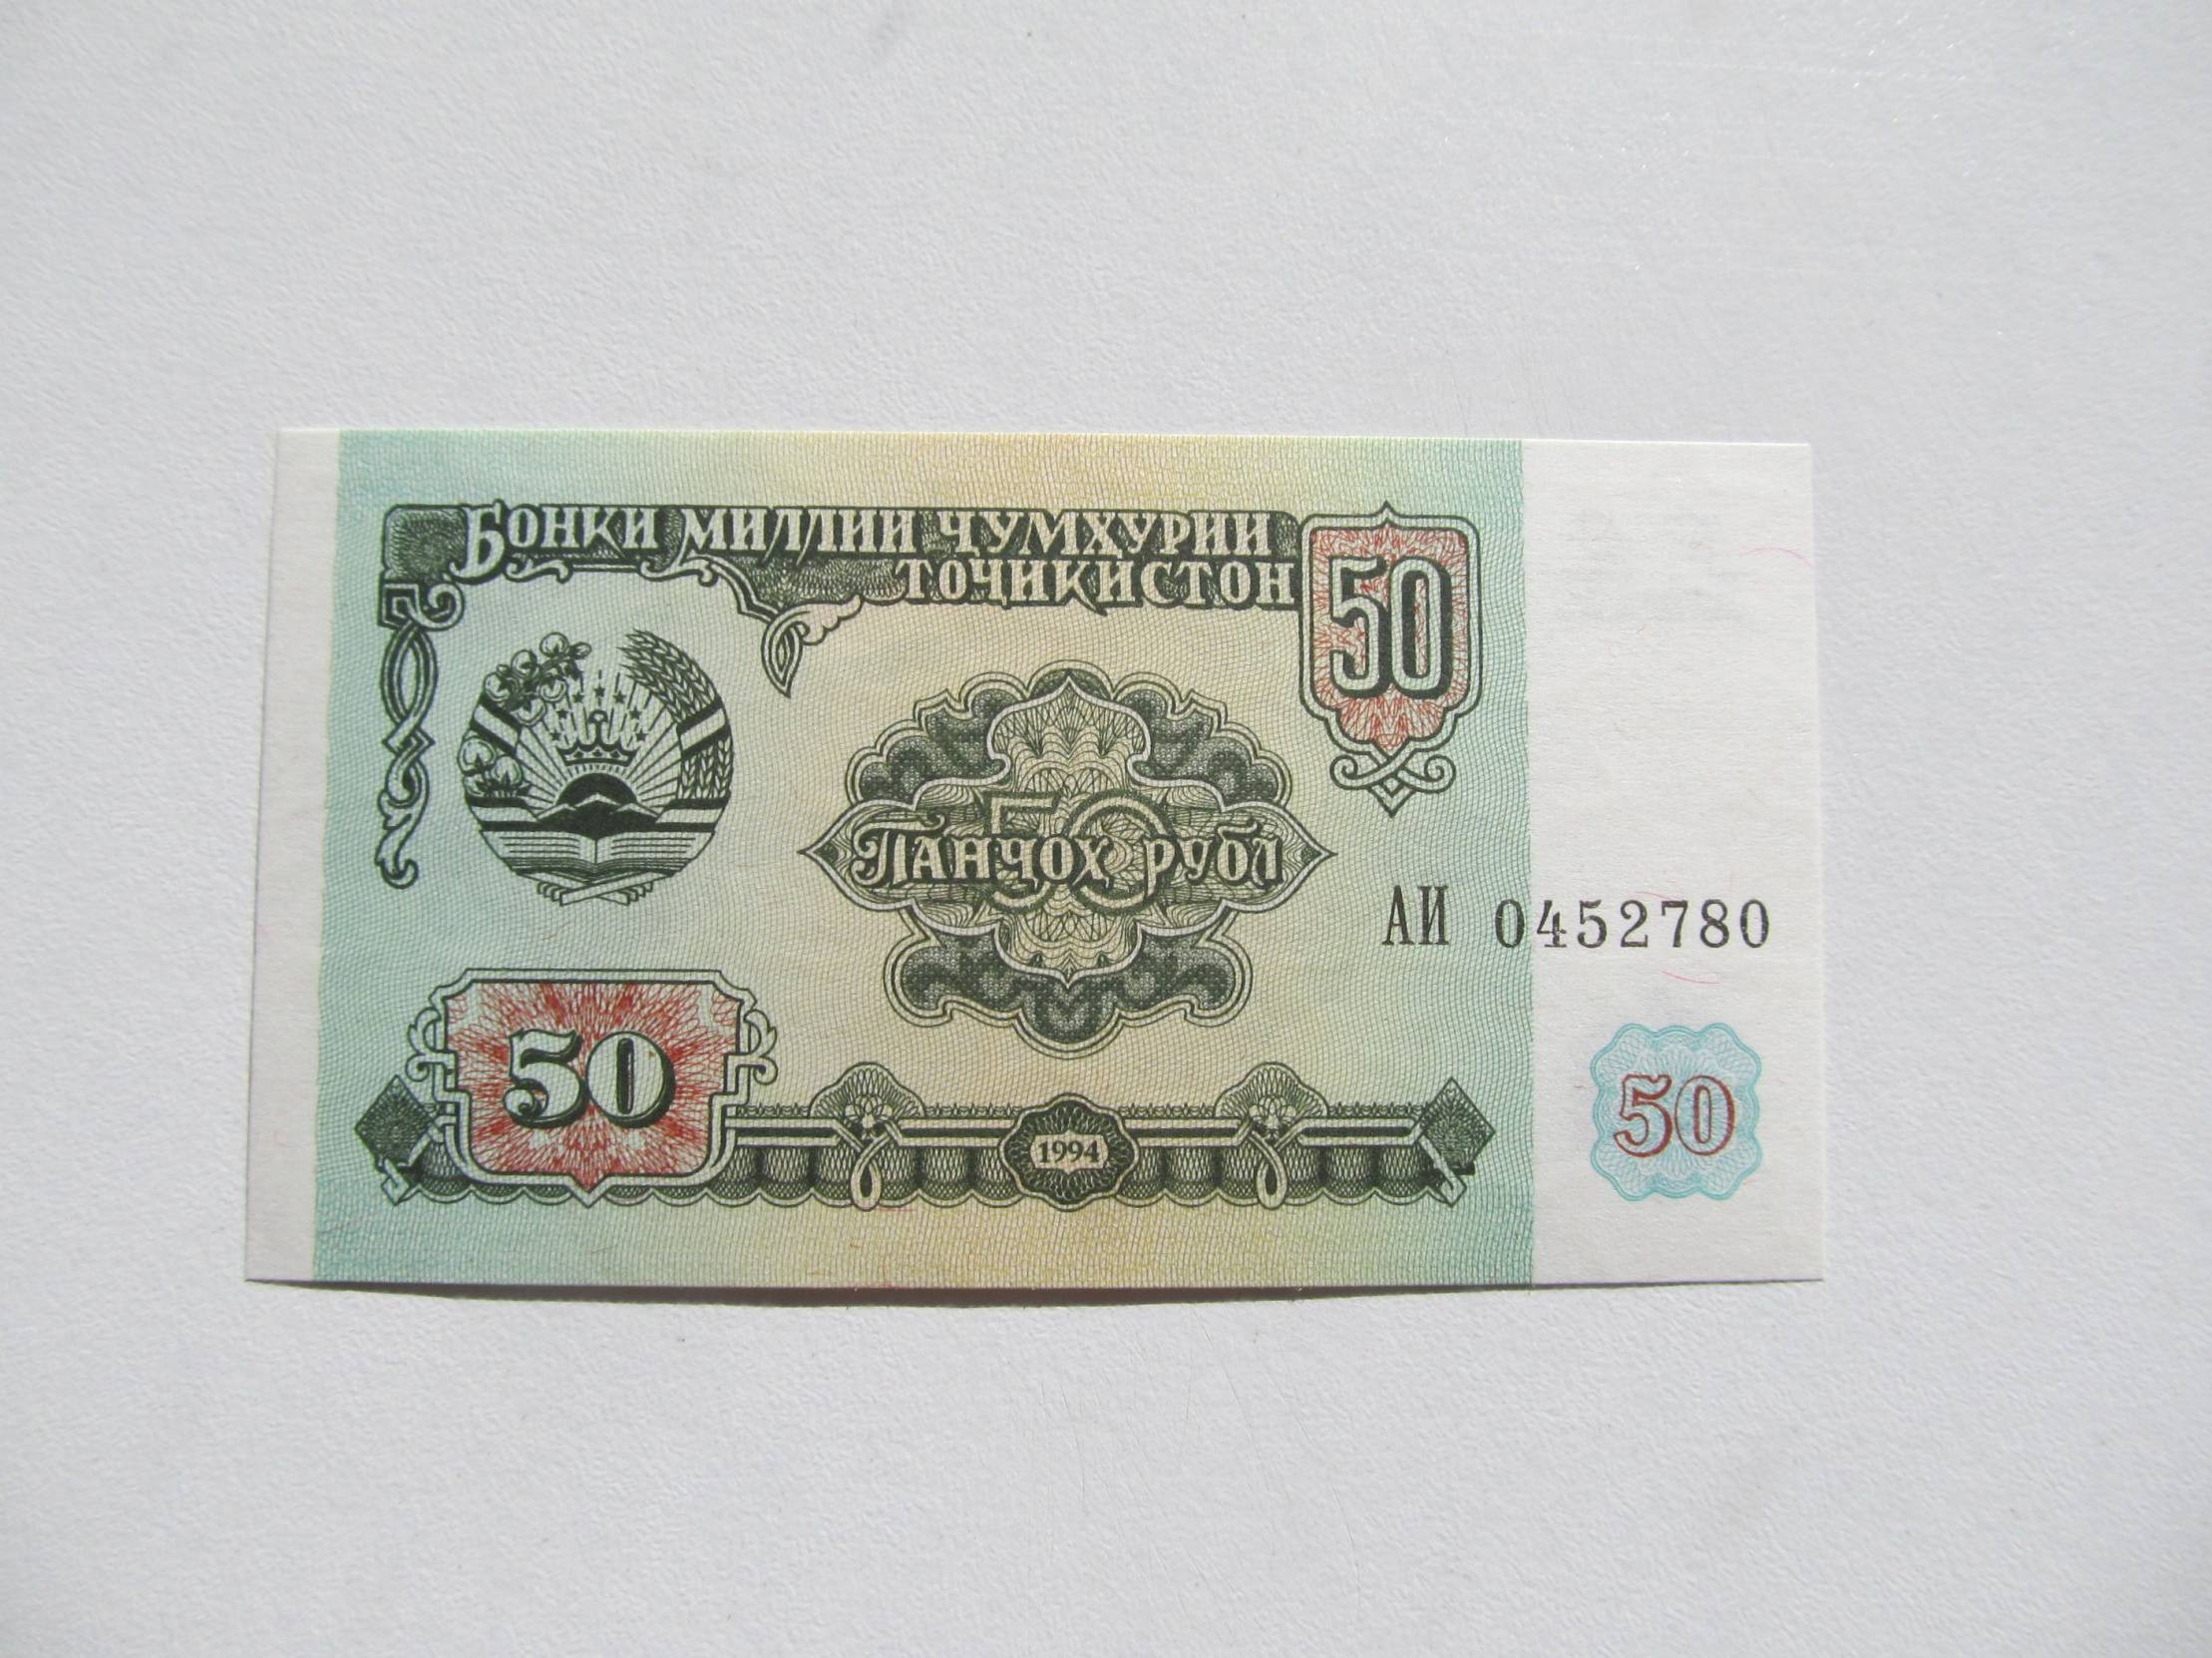 БОНКИ МИЛЛИИ ҶУМҲУРИИ
ТОҶИКИСТОН
50
50
ПАНҶОҲ РУБЛ
АИ 0452780
50
1994
50